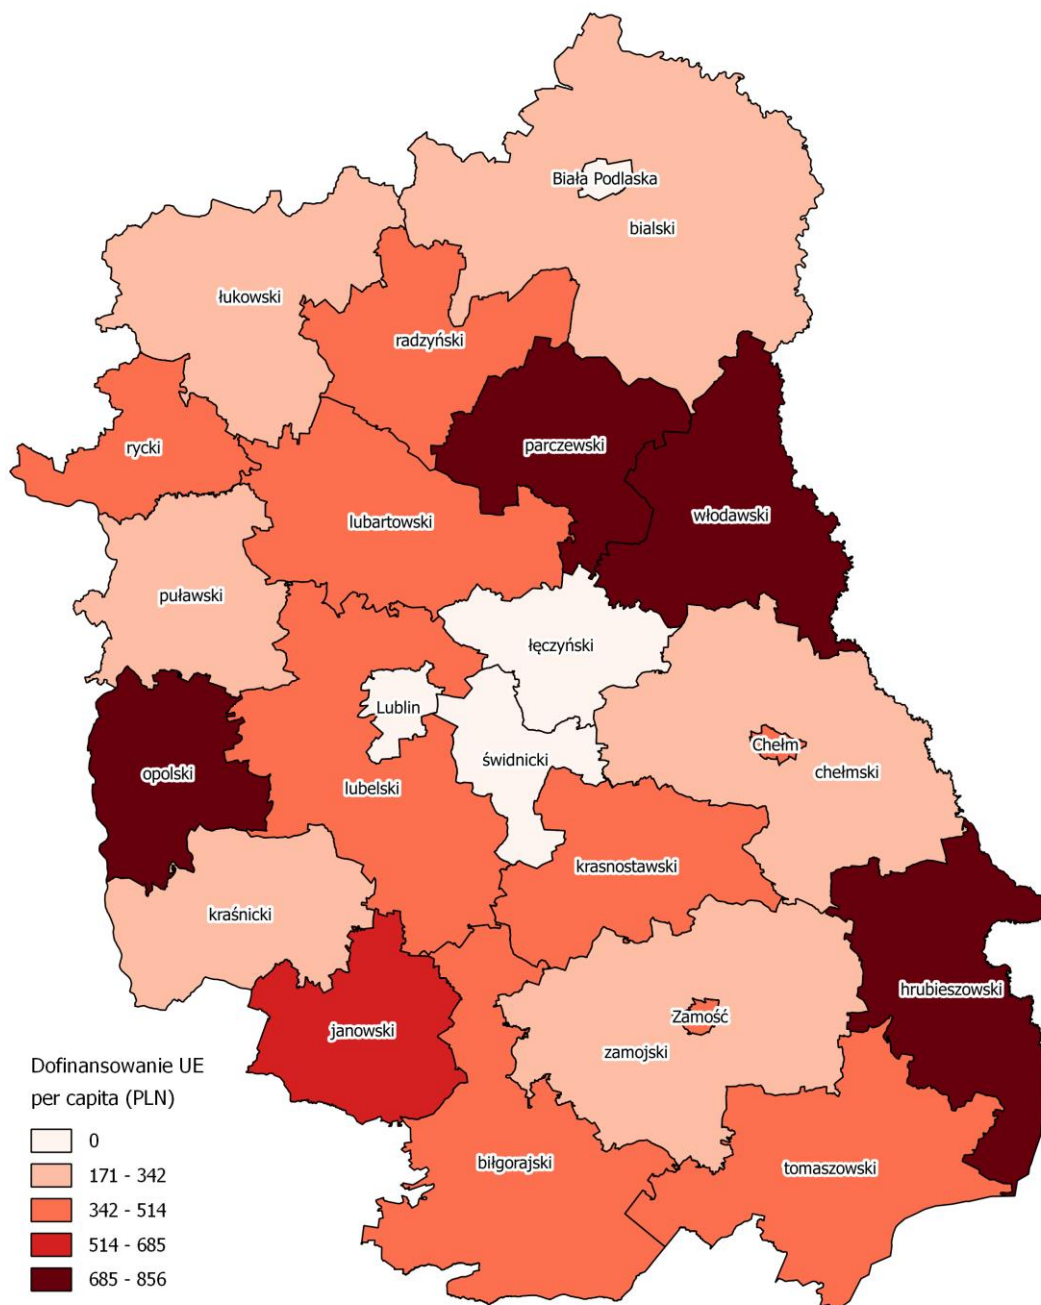 Biała Podlaska
bialski
łukowski
radzyński
rycki
parczewski
włodawski
lubartowski
puławski
łęczyński
Lublin
Chełm
świdnicki
opolski
chełmski
lubelski
krasnostawski
kraśnicki
hrubieszowski
Zamość
janowski
zamojski
biłgorajski
tomaszowski
Dofinansowanie UE
per capita (PLN)
0
171 - 342
342 - 514
514 - 685
685 - 856